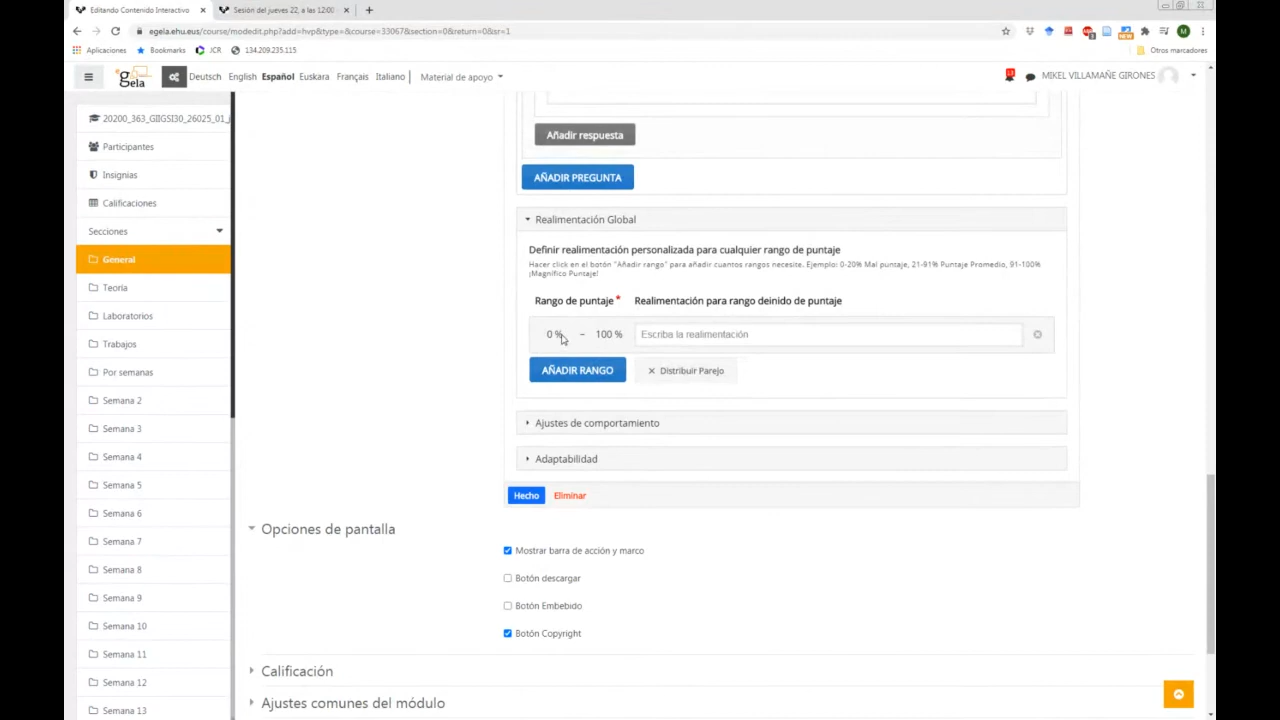 Editando Contenido Interactivo
Sesión del jueves 22, a las 12:00
egela.ehu.eus/course/modedit.php?add=hvp&type=&course=33067&section=0&return=0&sr=1
Aplicaciones
Bookmarks
JCR
134.209.235.115
Otros marcadores
gela
Deutsch English Español Euskara Français Italiano
Material de apoyo
MIKEL VILLAMAÑE GIRONES
20200_363_GIIGSI30_26025_01_
Participantes
Insignias
Calificaciones
Secciones
General
Teoría
Laboratorios
Trabajos
Por semanas
Semana 2
Semana 3
Semana 4
Semana 5
Semana 6
Semana 7
Semana 8
Semana 9
Semana 10
Semana 11
Semana 12
Semana 13
Añadir respuesta
AÑADIR PREGUNTA
Realimentación Global
Definir realimentación personalizada para cualquier rango de puntaje
Hacer click en el botón "Añadir rango" para añadir cuantos rangos necesite. Ejemplo: 0-20% Mal puntaje, 21-91% Puntaje Promedio, 91-100%
¡Magnífico Puntaje!
Rango de puntaje * Realimentación para rango deinido de puntaje
0 % – 100 % Escriba la realimentación
AÑADIR RANGO
Distribuir Parejo
Ajustes de comportamiento
Adaptabilidad
Hecho Eliminar
Opciones de pantalla
Mostrar barra de acción y marco
Botón descargar
Botón Embebido
Botón Copyright
Calificación
Ajustes comunes del módulo